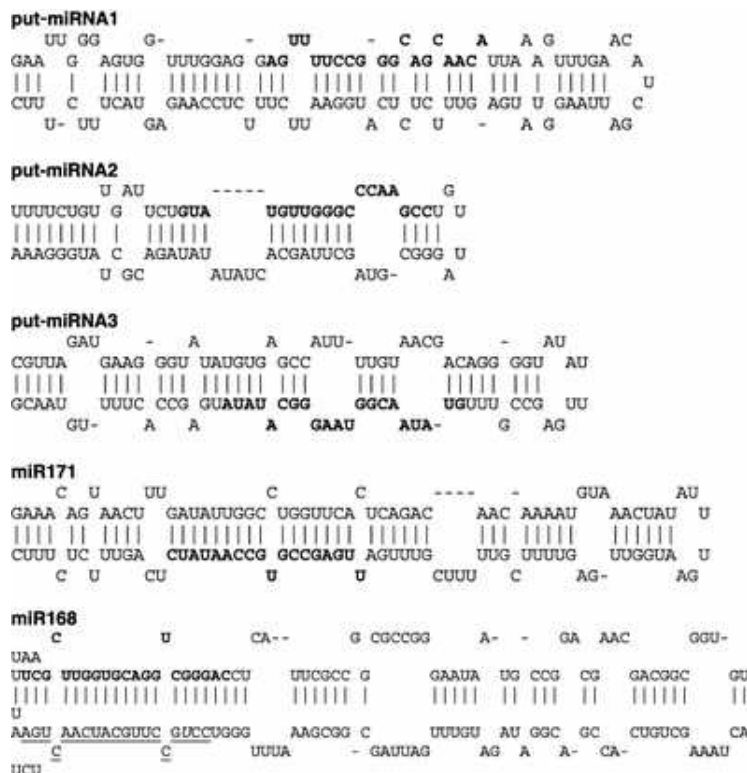 put-miRNA1
UU GG G- - UU - C C A A G AC
GAA G AGUG UUUGGAGG GAG UUCCG GG AG AAC UUA A UUUGA A
||| | |||| ||||||| ||| ||||| || || ||| ||| | ||||| U
CUU C UCAU GAACCUC UUC AAGGU CU UC UUG AGU U GAAUU C
U- UU GA U UU A C U - A G AG
put-miRNA2
U AU ----- CCAA G
UUUUCUGU G UCUGUA UGUUGGGC GCCU U
|||||||| | |||||| |||||||| ||||
AAAGGGUA C AGAUAU ACGAUUCG CGGG U
U GC AUAUC AUG- A
put-miRNA3
GAU - A A AUU- AACG - AU
CGUUA GAAG GGU UAUGUG GCC UUGU ACAGG GGU AU
||||| |||| ||| |||||| ||| |||| ||||| |||
GCAAU UUUC CCG GUAUAU CGG GGCA UGUUU CCG UU
GU- A A A GAAU AUA- G AG
miR171
C U UU C C ---- - GUA AU
GAAA AG AACU GAUAUUGGC UGGUUCA UCAGAC AAC AAAAU AACUAU U
|||| || |||| ||||||||| ||||||| |||||| ||| ||||| ||||||
CUUU UC UUGA CUAUAACCG GCCGAGU AGUUUG UUG UUUUG UUGGUA U
C U CU U U CUUU C AG- AG
miR168
C U CA-- G CGCCGG A- - GA AAC GGU-
UAA
UUCG UUGGUGCAGG CGGGACCU UUCGCC G GAAUA UG CCG CG GACGGC GU
|||| |||||||||| |||||||| |||||| | ||||| || ||| || |||||| ||
U
AAGU AACUACGUUC GUCCUGGG AAGCGG C UUUGU AU GGC GC CUGUCG CA
C C UUUA - GAUUAG AG A A- CA- AAAU
UCU